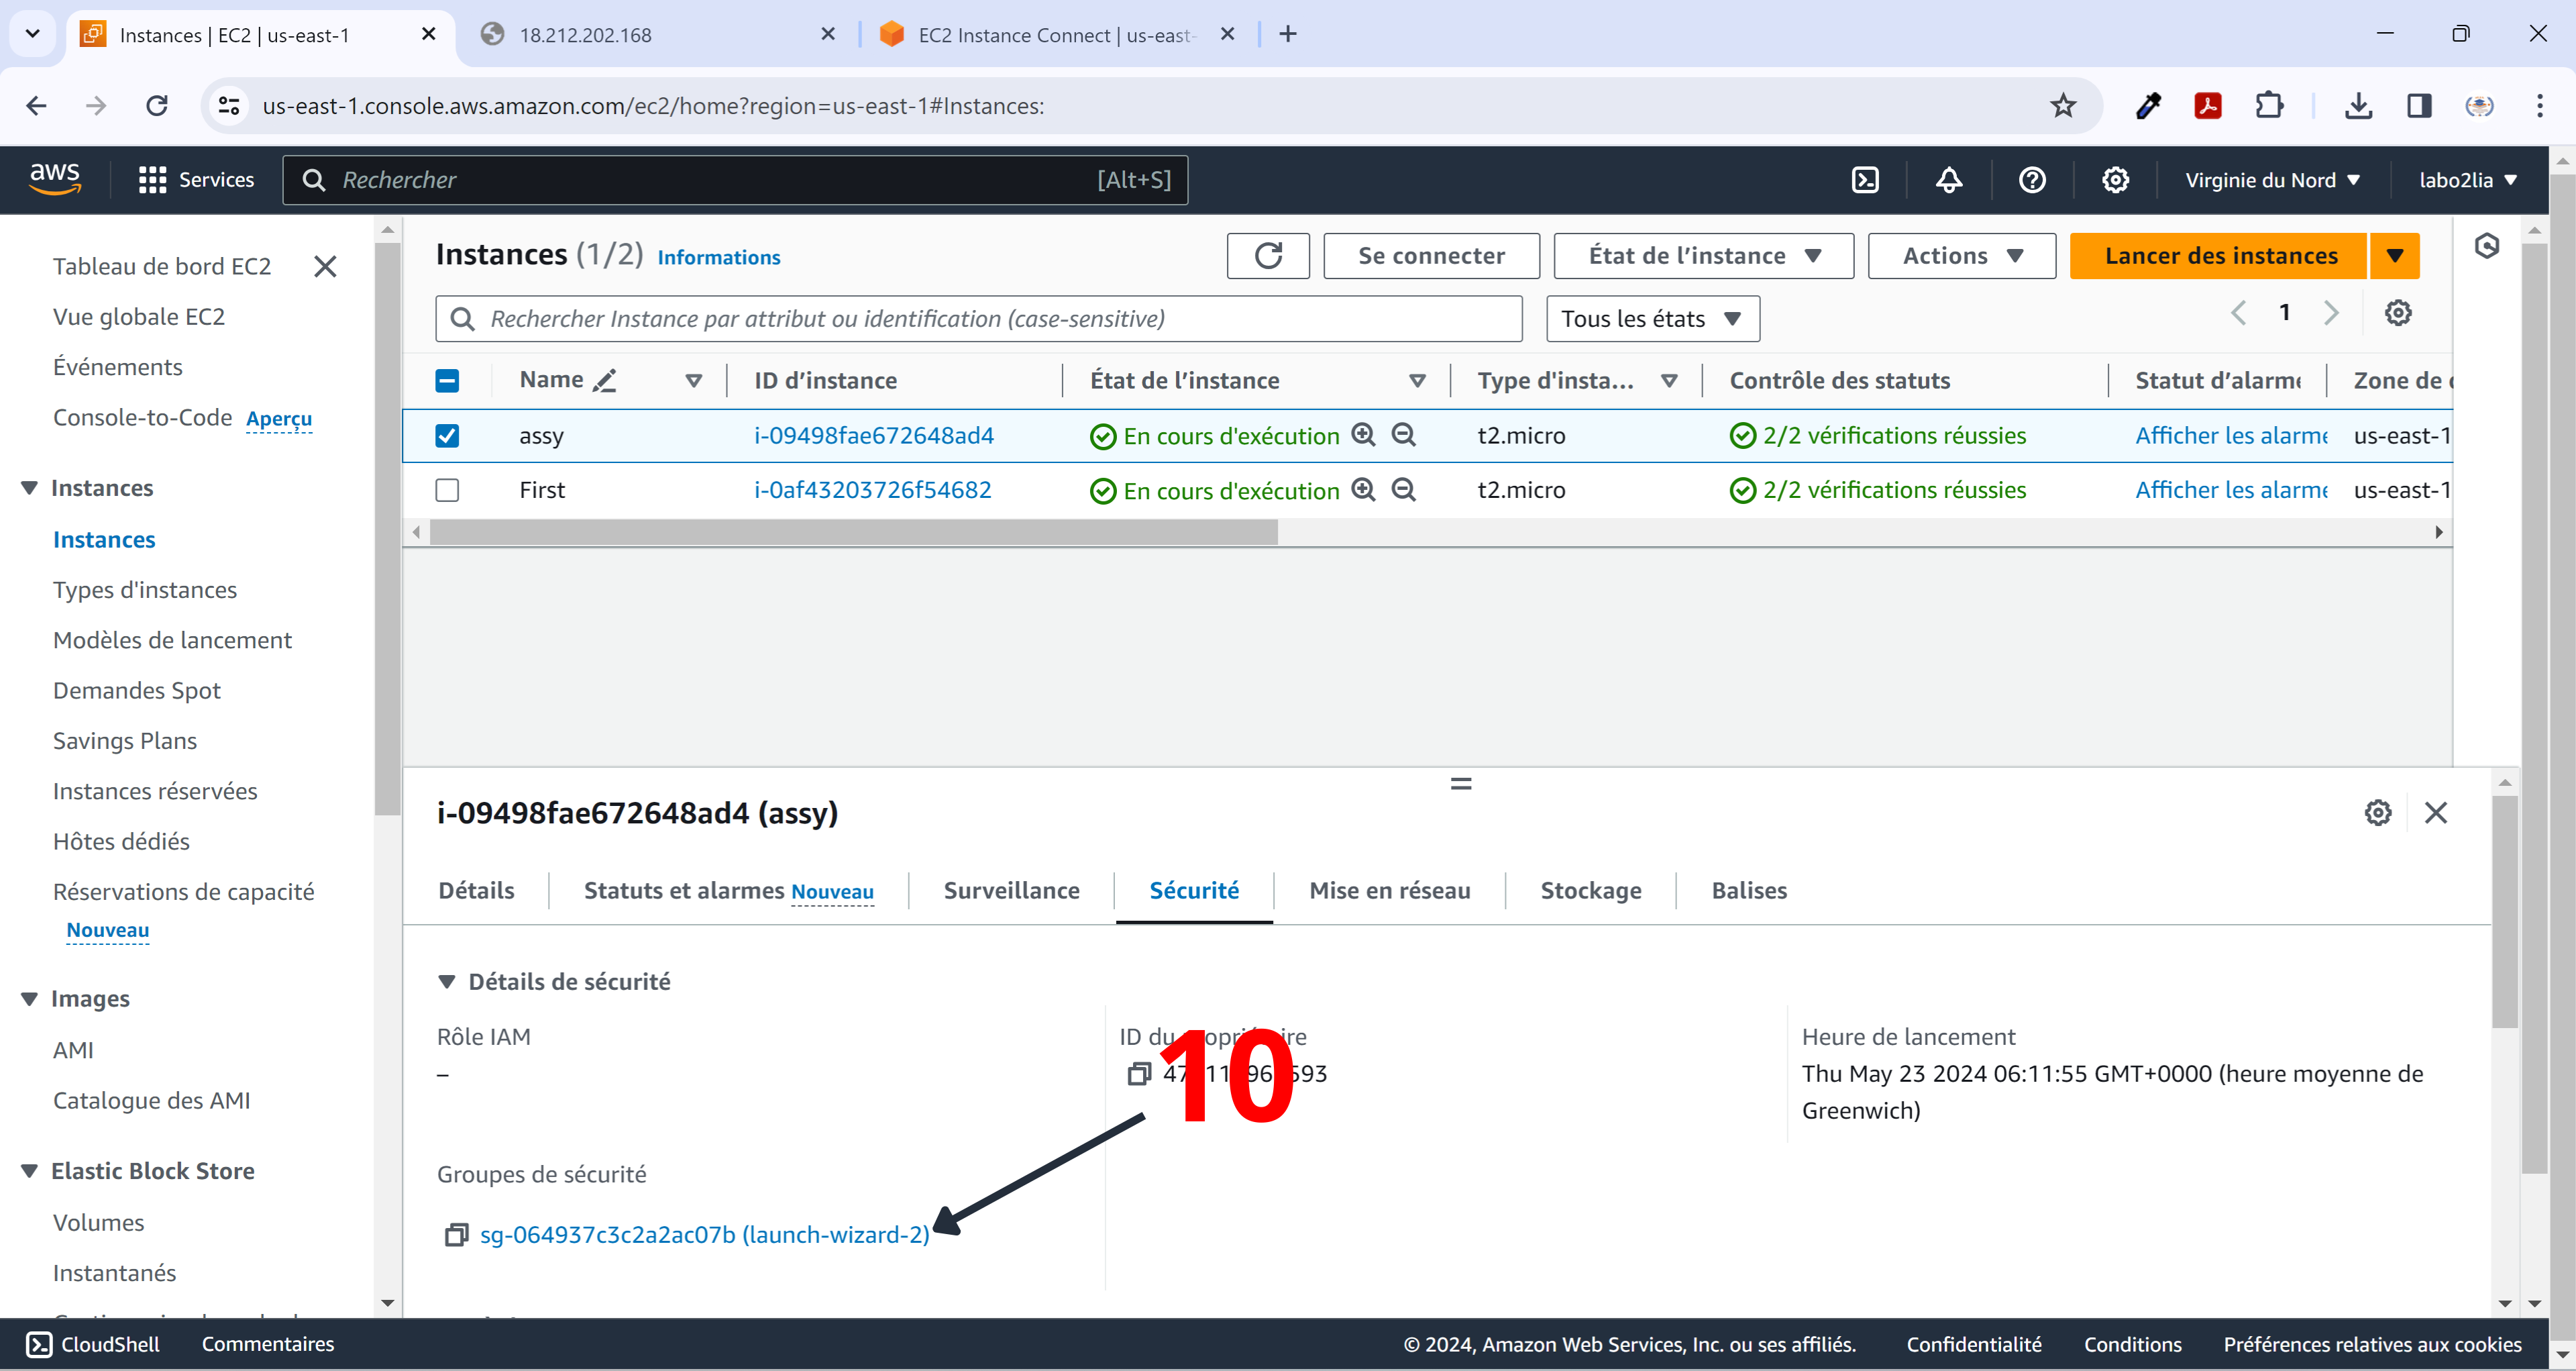 Instances | EC2 | us-east-1
18.212.202.168
EC2 Instance Connect | us-east-
us-east-1.console.aws.amazon.com/ec2/home?region=us-east-1#Instances:
aws
Services
Rechercher
[Alt+S]
Virginie du Nord
labo2lia
Tableau de bord EC2
Vue globale EC2
Événements
Console-to-Code Aperçu
Instances
Instances
Types d'instances
Modèles de lancement
Demandes Spot
Savings Plans
Instances réservées
Hôtes dédiés
Réservations de capacité
Nouveau
Images
AMI
Catalogue des AMI
Elastic Block Store
Volumes
Instantanés
Instances (1/2) Informations
Se connecter
État de l’instance
Actions
Lancer des instances
Rechercher Instance par attribut ou identification (case-sensitive)
Tous les états
1
Name ID d’instance État de l’instance Type d'insta... Contrôle des statuts Statut d’alarme Zone de
assy i-09498fae672648ad4 En cours d'exécution t2.micro 2/2 vérifications réussies Afficher les alarme us-east-1
First i-0af43203726f54682 En cours d'exécution t2.micro 2/2 vérifications réussies Afficher les alarme us-east-1
i-09498fae672648ad4 (assy)
Détails
Statuts et alarmes Nouveau
Surveillance
Sécurité
Mise en réseau
Stockage
Balises
Détails de sécurité
Rôle IAM
–
ID du
10
Heure de lancement
Thu May 23 2024 06:11:55 GMT+0000 (heure moyenne de
Greenwich)
Groupes de sécurité
sg-064937c3c2a2ac07b (launch-wizard-2)
CloudShell
Commentaires
© 2024, Amazon Web Services, Inc. ou ses affiliés.
Confidentialité
Conditions
Préférences relatives aux cookies